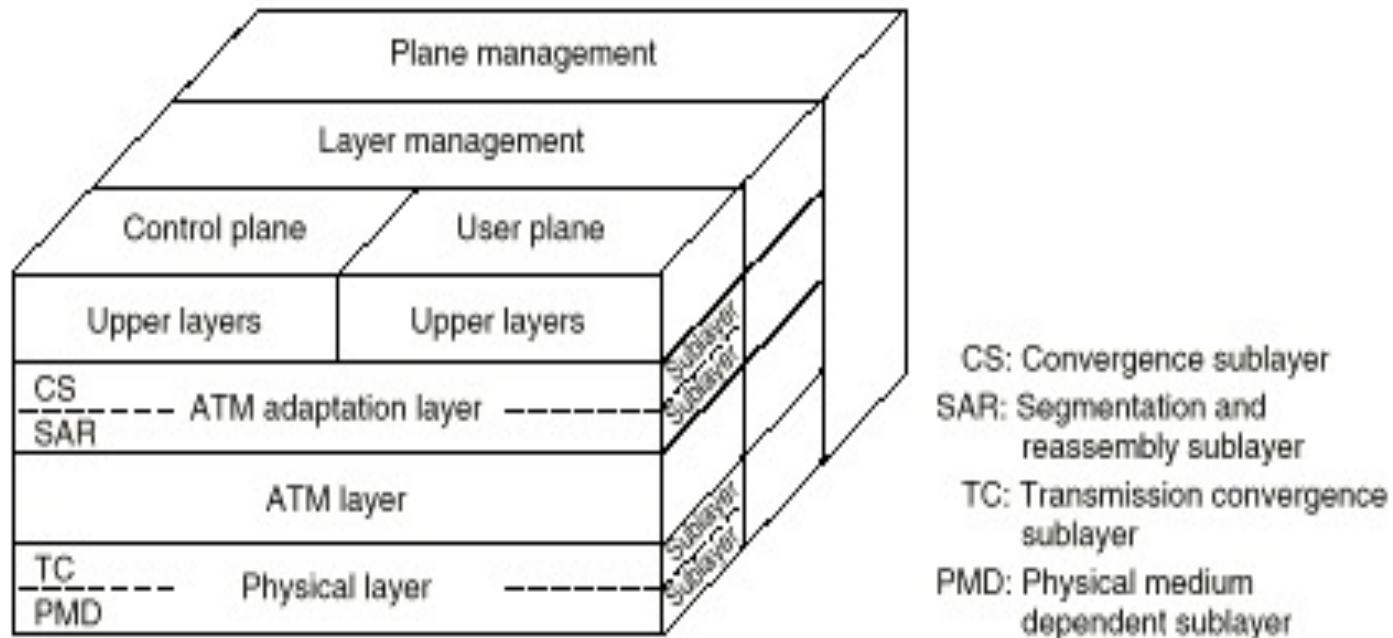 Plane management
Layer management
Control plane
User plane
Upper layers
Upper layers
CS
ATM adaptation layer
SAR
ATM layer
TC
Physical layer
PMD
Sublayer
Sublayer
Sublayer
Sublayer
CS: Convergence sublayer
SAR: Segmentation and
reassembly sublayer
TC: Transmission convergence
sublayer
PMD: Physical medium
dependent sublayer